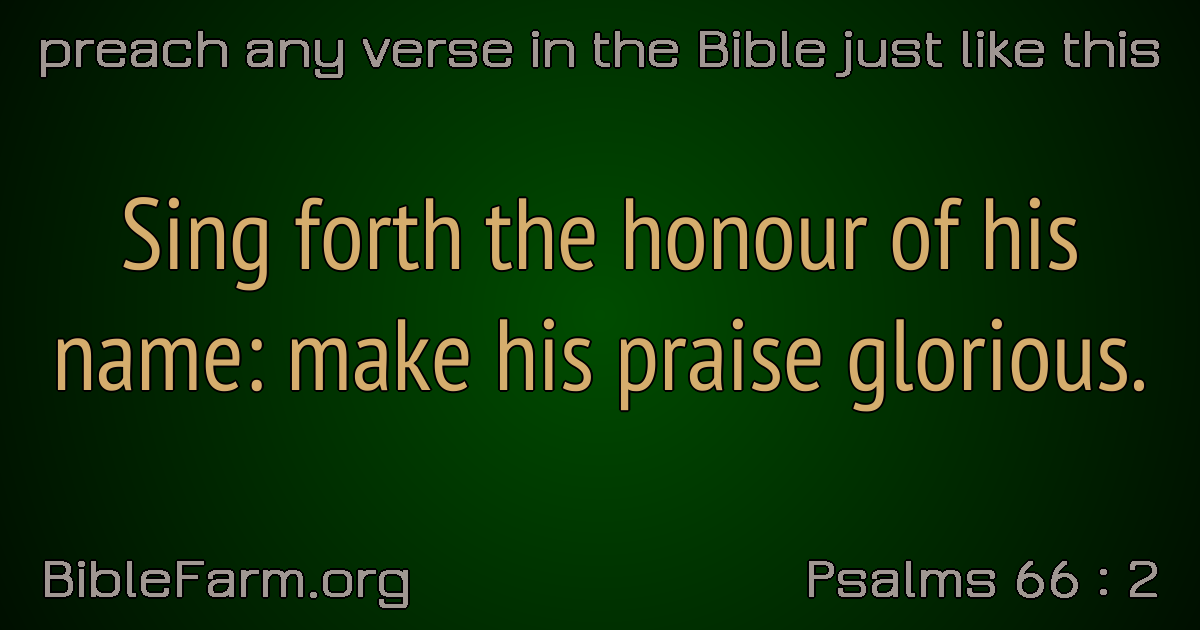 preach any verse in the Bible just like this
Sing forth the honour of his
name: make his praise glorious.
BibleFarm.org
Psalms 66 : 2